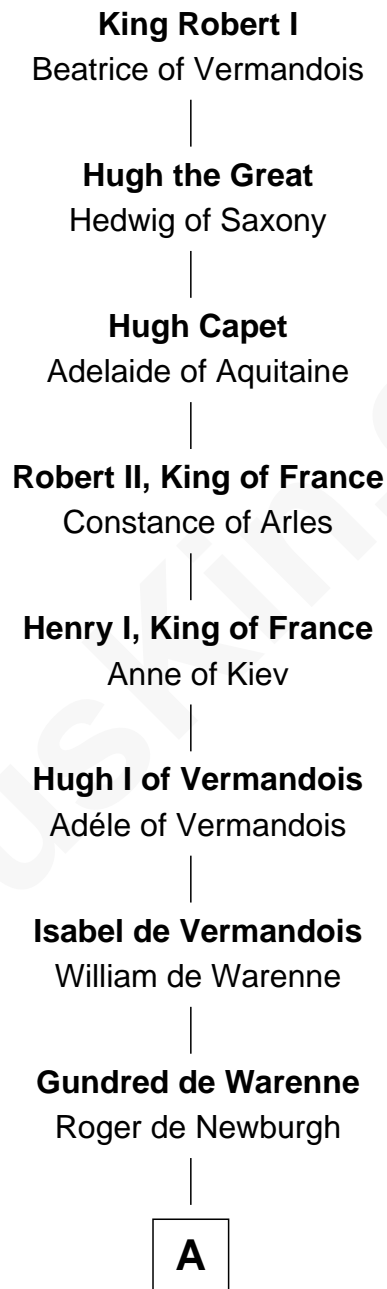 King Robert I
Beatrice of Vermandois
Hugh the Great
Hedwig of Saxony
Hugh Capet
Adelaide of Aquitaine
Robert II, King of France
Constance of Arles
Henry I, King of France
Anne of Kiev
Hugh I of Vermandois
Adéle of Vermandois
Isabel de Vermandois
William de Warenne
Gundred de Warenne
Roger de Newburgh
A